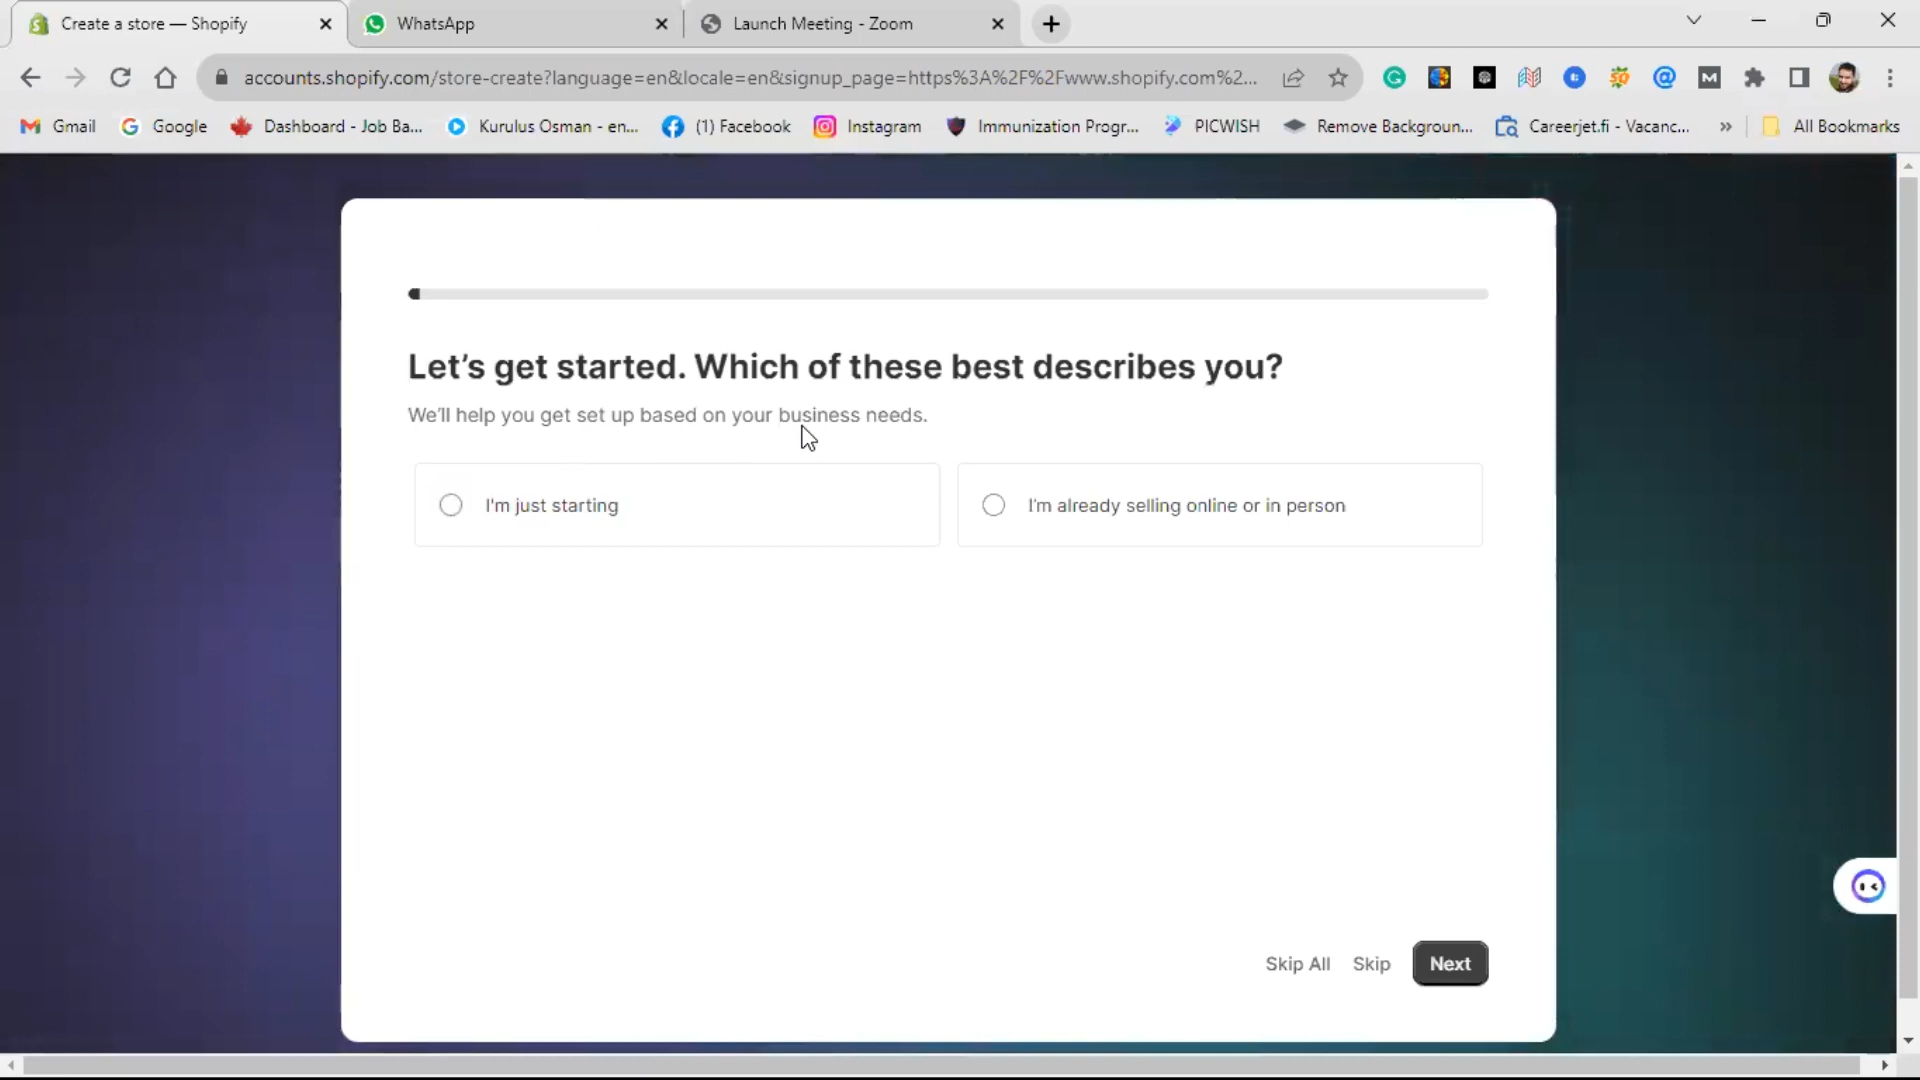 Create a store — Shopify
WhatsApp
Launch Meeting - Zoom
accounts.shopify.com/store-create?language=en&locale=en&signup_page=https%3A%2F%2Fwww.shopify.com%2...
Gmail
Google
Dashboard - Job Ba...
Kurulus Osman - en...
(1) Facebook
Instagram
Immunization Progr...
PICWISH
Remove Backgroun...
Careerjet.fi - Vacanc...
»
All Bookmarks
Let's get started. Which of these best describes you?
We'll help you get set up based on your business needs.
I'm just starting
I'm already selling online or in person
Skip All
Skip
Next